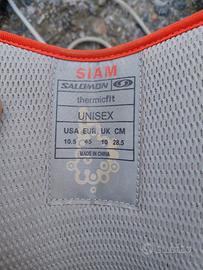 SIAM
SALOMON
thermicfit
UNISEX
USA EUR UK CM
10.5 45 10 28.5
MADE IN CHINA